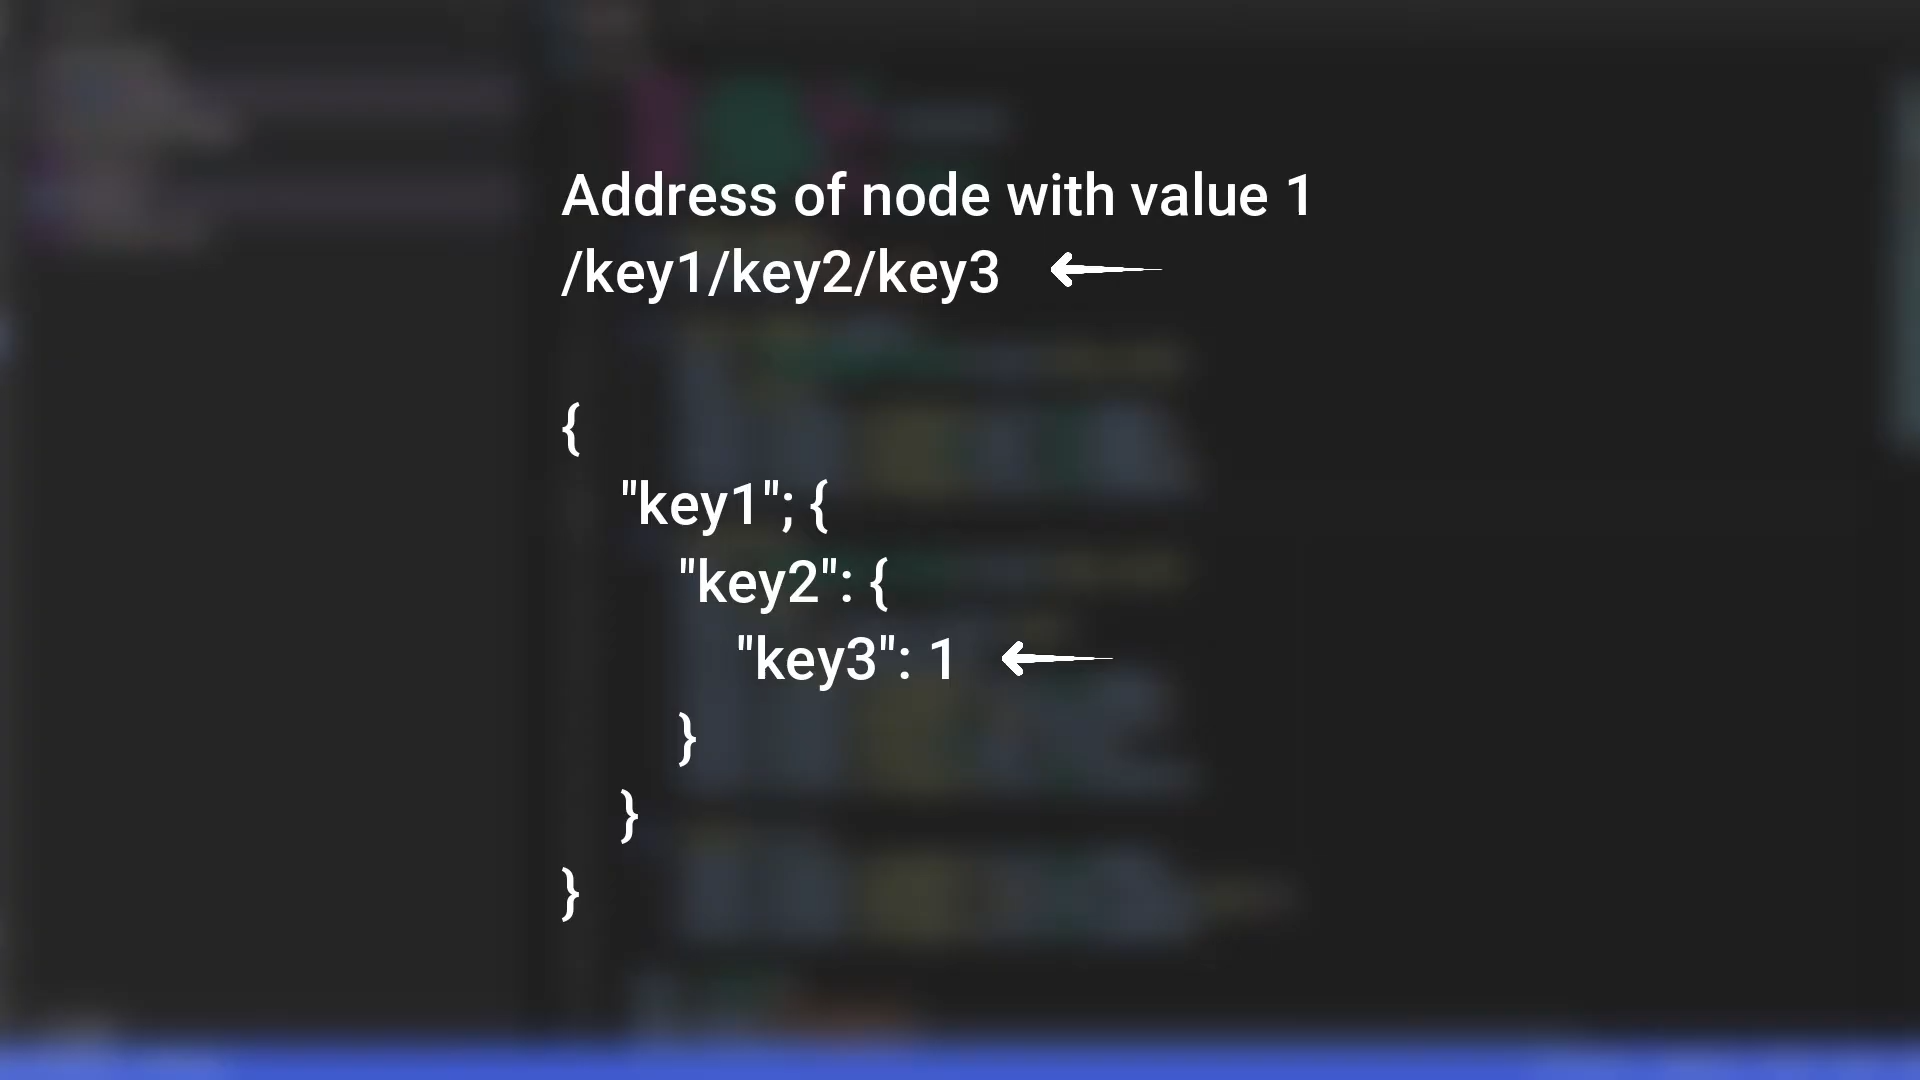 Address of node with value 1
/key1/key2/key3
{
"key1"; {
"key2": {
"key3": 1
}
}
}